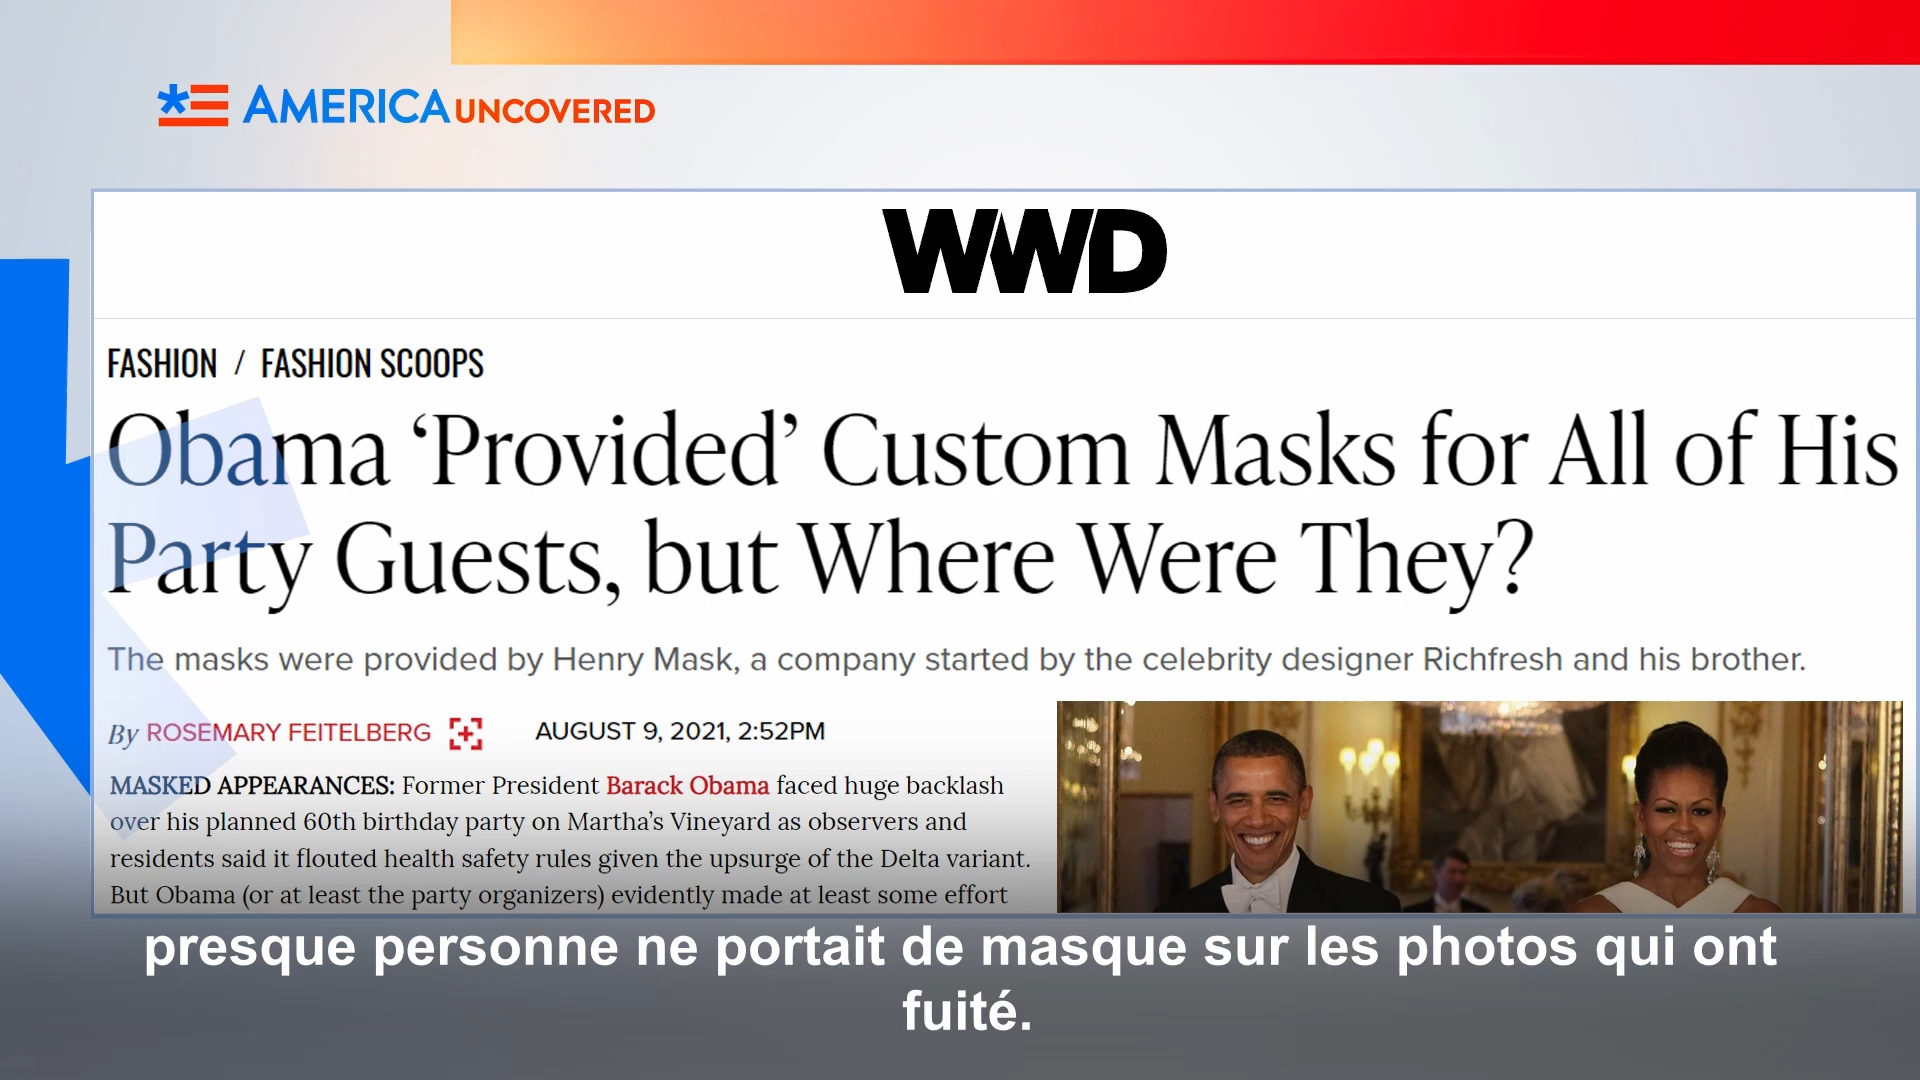 AMERICA UNCOVERED
WWD
FASHION / FASHION SCOOPS
Obama ‘Provided’ Custom Masks for All of His
Party Guests, but Where Were They?
The masks were provided by Henry Mask, a company started by the celebrity designer Richfresh and his brother.
By ROSEMARY FEITELBERG AUGUST 9, 2021, 2:52PM
MASKED APPEARANCES: Former President Barack Obama faced huge backlash
over his planned 60th birthday party on Martha’s Vineyard as observers and
residents said it flouted health safety rules given the upsurge of the Delta variant.
But Obama (or at least the party organizers) evidently made at least some effort
presque personne ne portait de masque sur les photos qui ont
fuité.